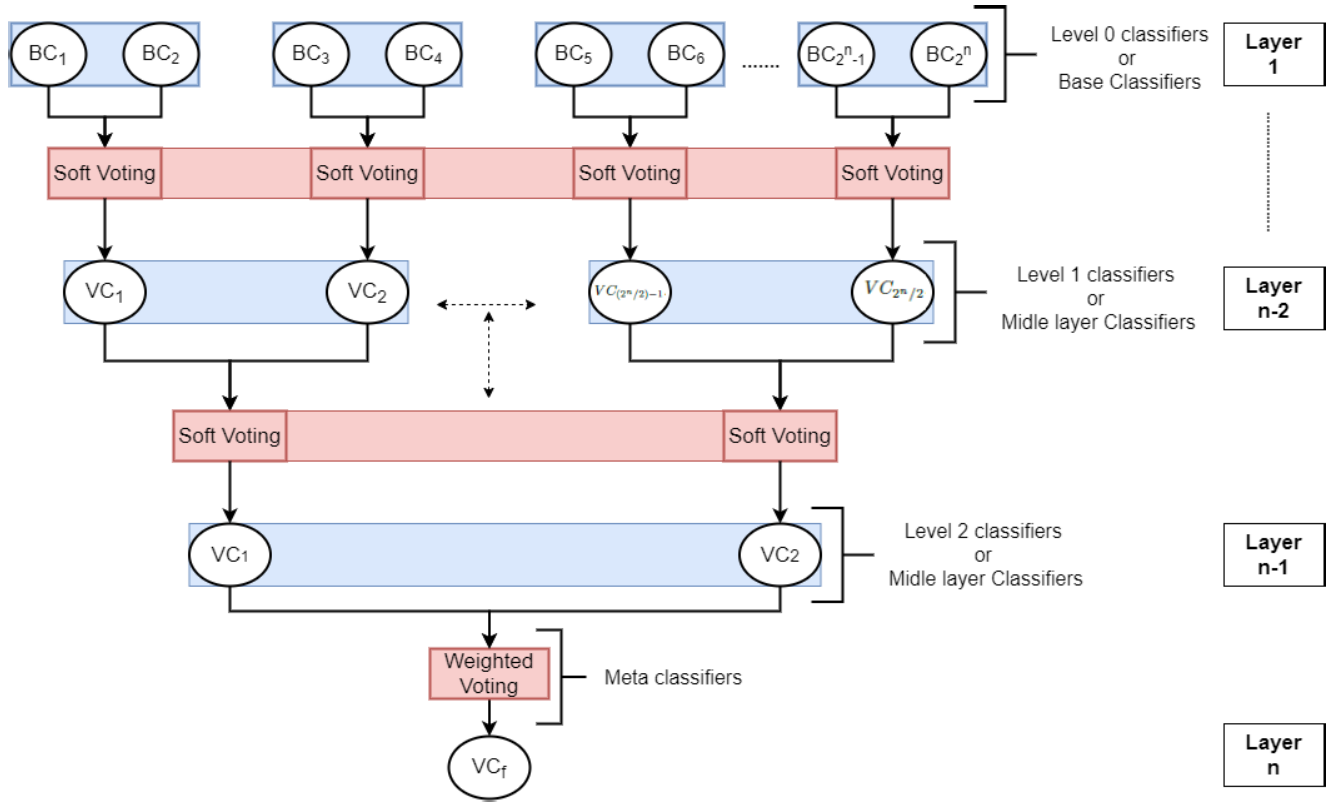 BC₁ BC₂ BC₃ BC₄ BC₅ BC₆ ....... BC₂ⁿ₋₁ BC₂ⁿ
Level 0 classifiers
or
Base Classifiers
Layer
1
Soft Voting Soft Voting Soft Voting Soft Voting
VC₁ VC₂ VC₍₂ⁿ/₂₎₋₁ VC₂ⁿ/₂
Level 1 classifiers
or
Midle layer Classifiers
Layer
n-2
Soft Voting Soft Voting
VC₁ VC₂
Level 2 classifiers
or
Midle layer Classifiers
Layer
n-1
Weighted
Voting
Meta classifiers
VC_f
Layer
n